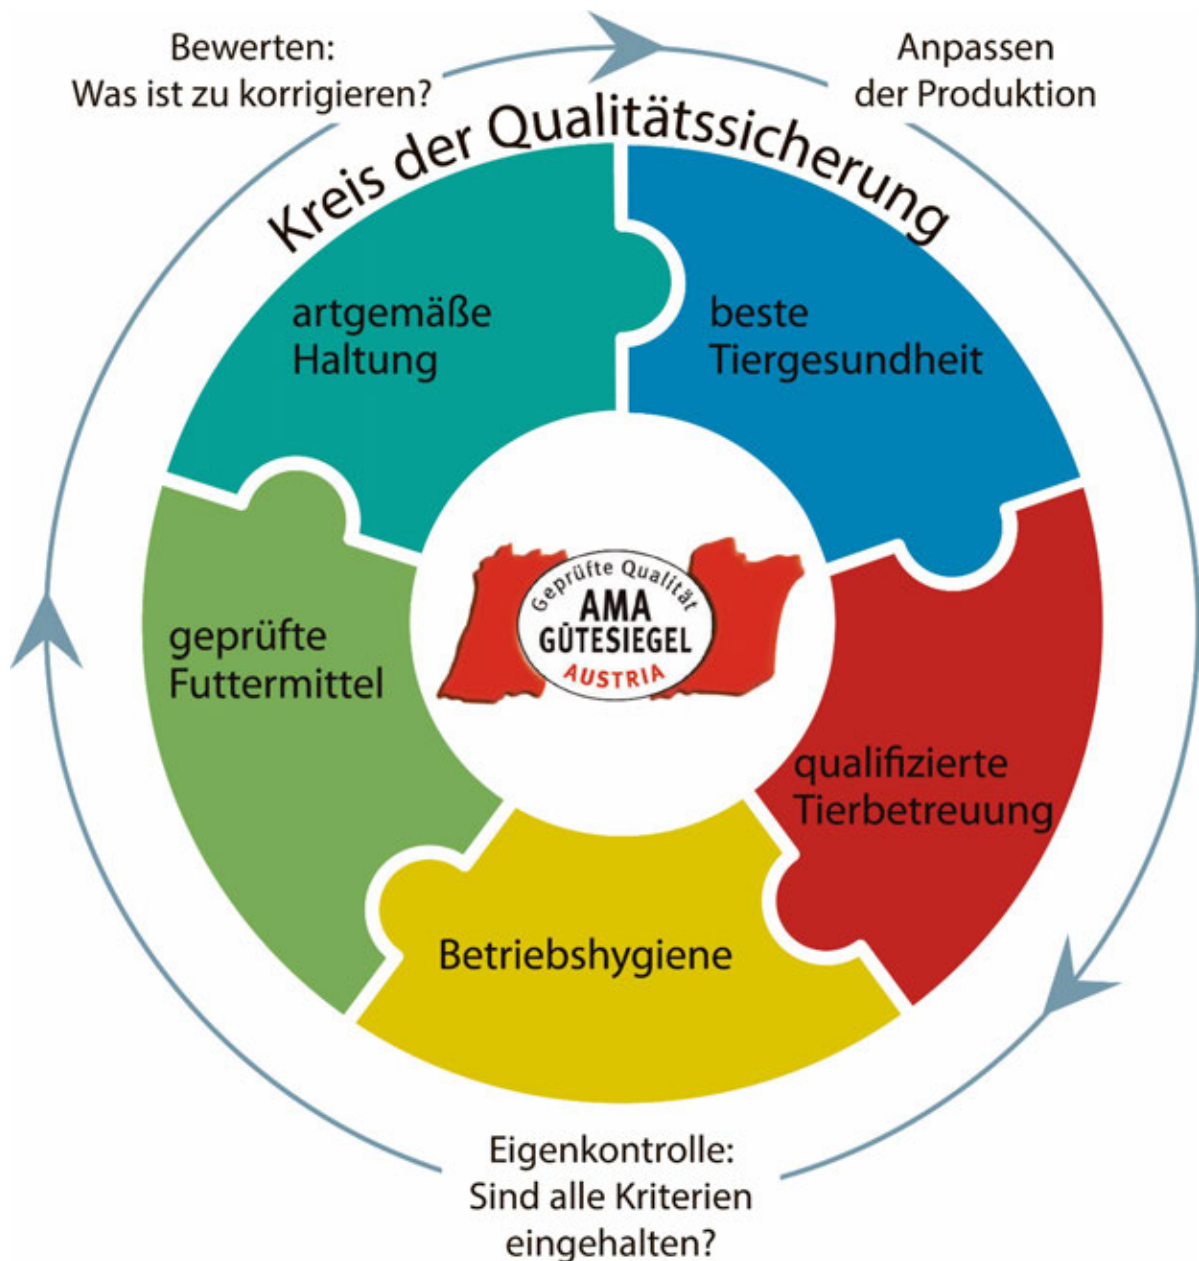 Bewerten:
Was ist zu korrigieren?
Anpassen
der Produktion
Kreis der Qualitätssicherung
artgemäße
Haltung
beste
Tiergesundheit
Geprüfte Qualität
AMA
GÜTESIEGEL
AUSTRIA
geprüfte
Futtermittel
qualifizierte
Tierbetreuung
Betriebshygiene
Eigenkontrolle:
Sind alle Kriterien
eingehalten?